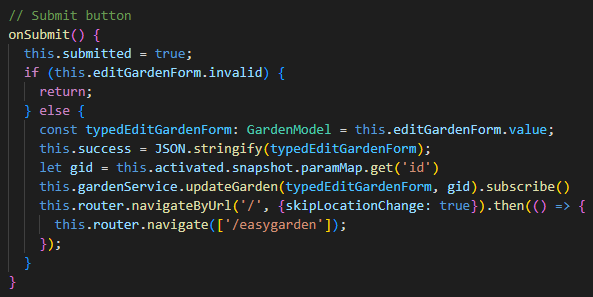 // Submit button
onSubmit() {
  this.submitted = true;
  if (this.editGardenForm.invalid) {
    return;
  } else {
    const typedEditGardenForm: GardenModel = this.editGardenForm.value;
    this.success = JSON.stringify(typedEditGardenForm);
    let gid = this.activated.snapshot.paramMap.get('id')
    this.gardenService.updateGarden(typedEditGardenForm, gid).subscribe()
    this.router.navigateByUrl('/', {skipLocationChange: true}).then(() => {
      this.router.navigate(['/easygarden']);
    });
  }
}